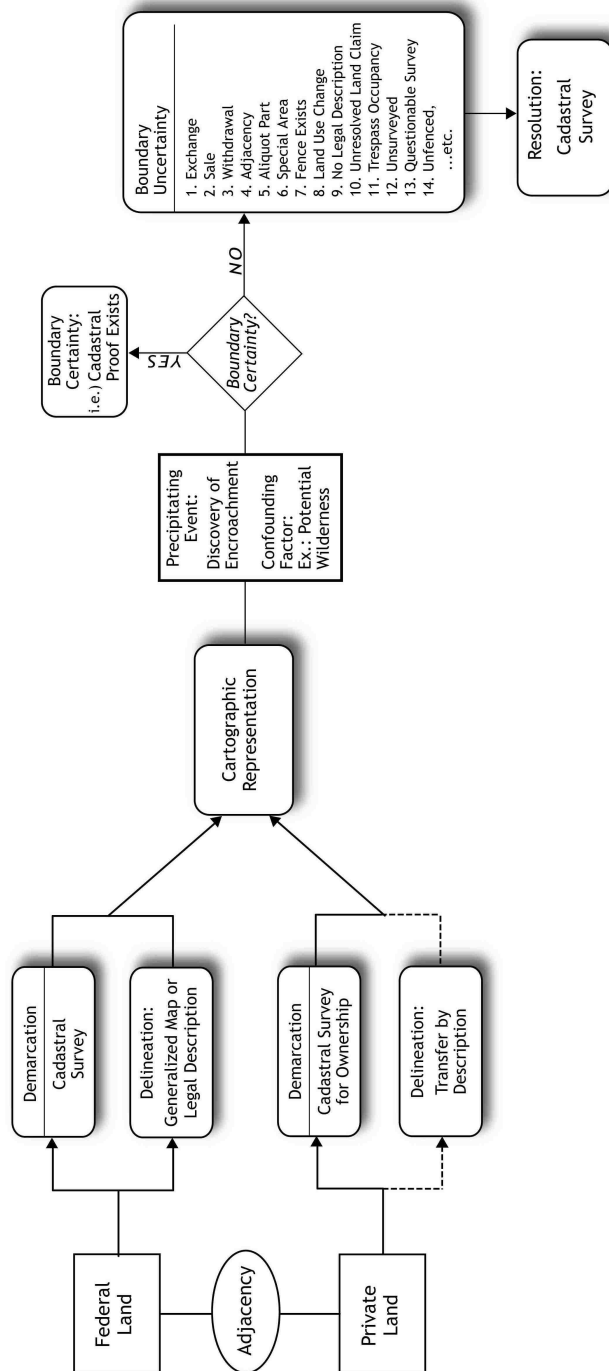 Federal
Land
Adjacency
Private
Land
Demarcation
Cadastral
Survey
Delineation:
Generalized Map or
Legal Description
Demarcation
Cadastral Survey
for Ownership
Delineation:
Transfer by
Description
Cartographic
Representation
Precipitating
Event:
Discovery of
Encroachment
Confounding
Factor:
Ex.: Potential
Wilderness
Boundary
Certainty?
YES
NO
Boundary
Certainty:
i.e.) Cadastral
Proof Exists
Boundary
Uncertainty
1. Exchange
2. Sale
3. Withdrawal
4. Adjacency
5. Aliquot Part
6. Special Area
7. Fence Exists
8. Land Use Change
9. No Legal Description
10. Unresolved Land Claim
11. Trespass Occupancy
12. Unsurveyed
13. Questionable Survey
14. Unfenced,
...etc.
Resolution:
Cadastral
Survey